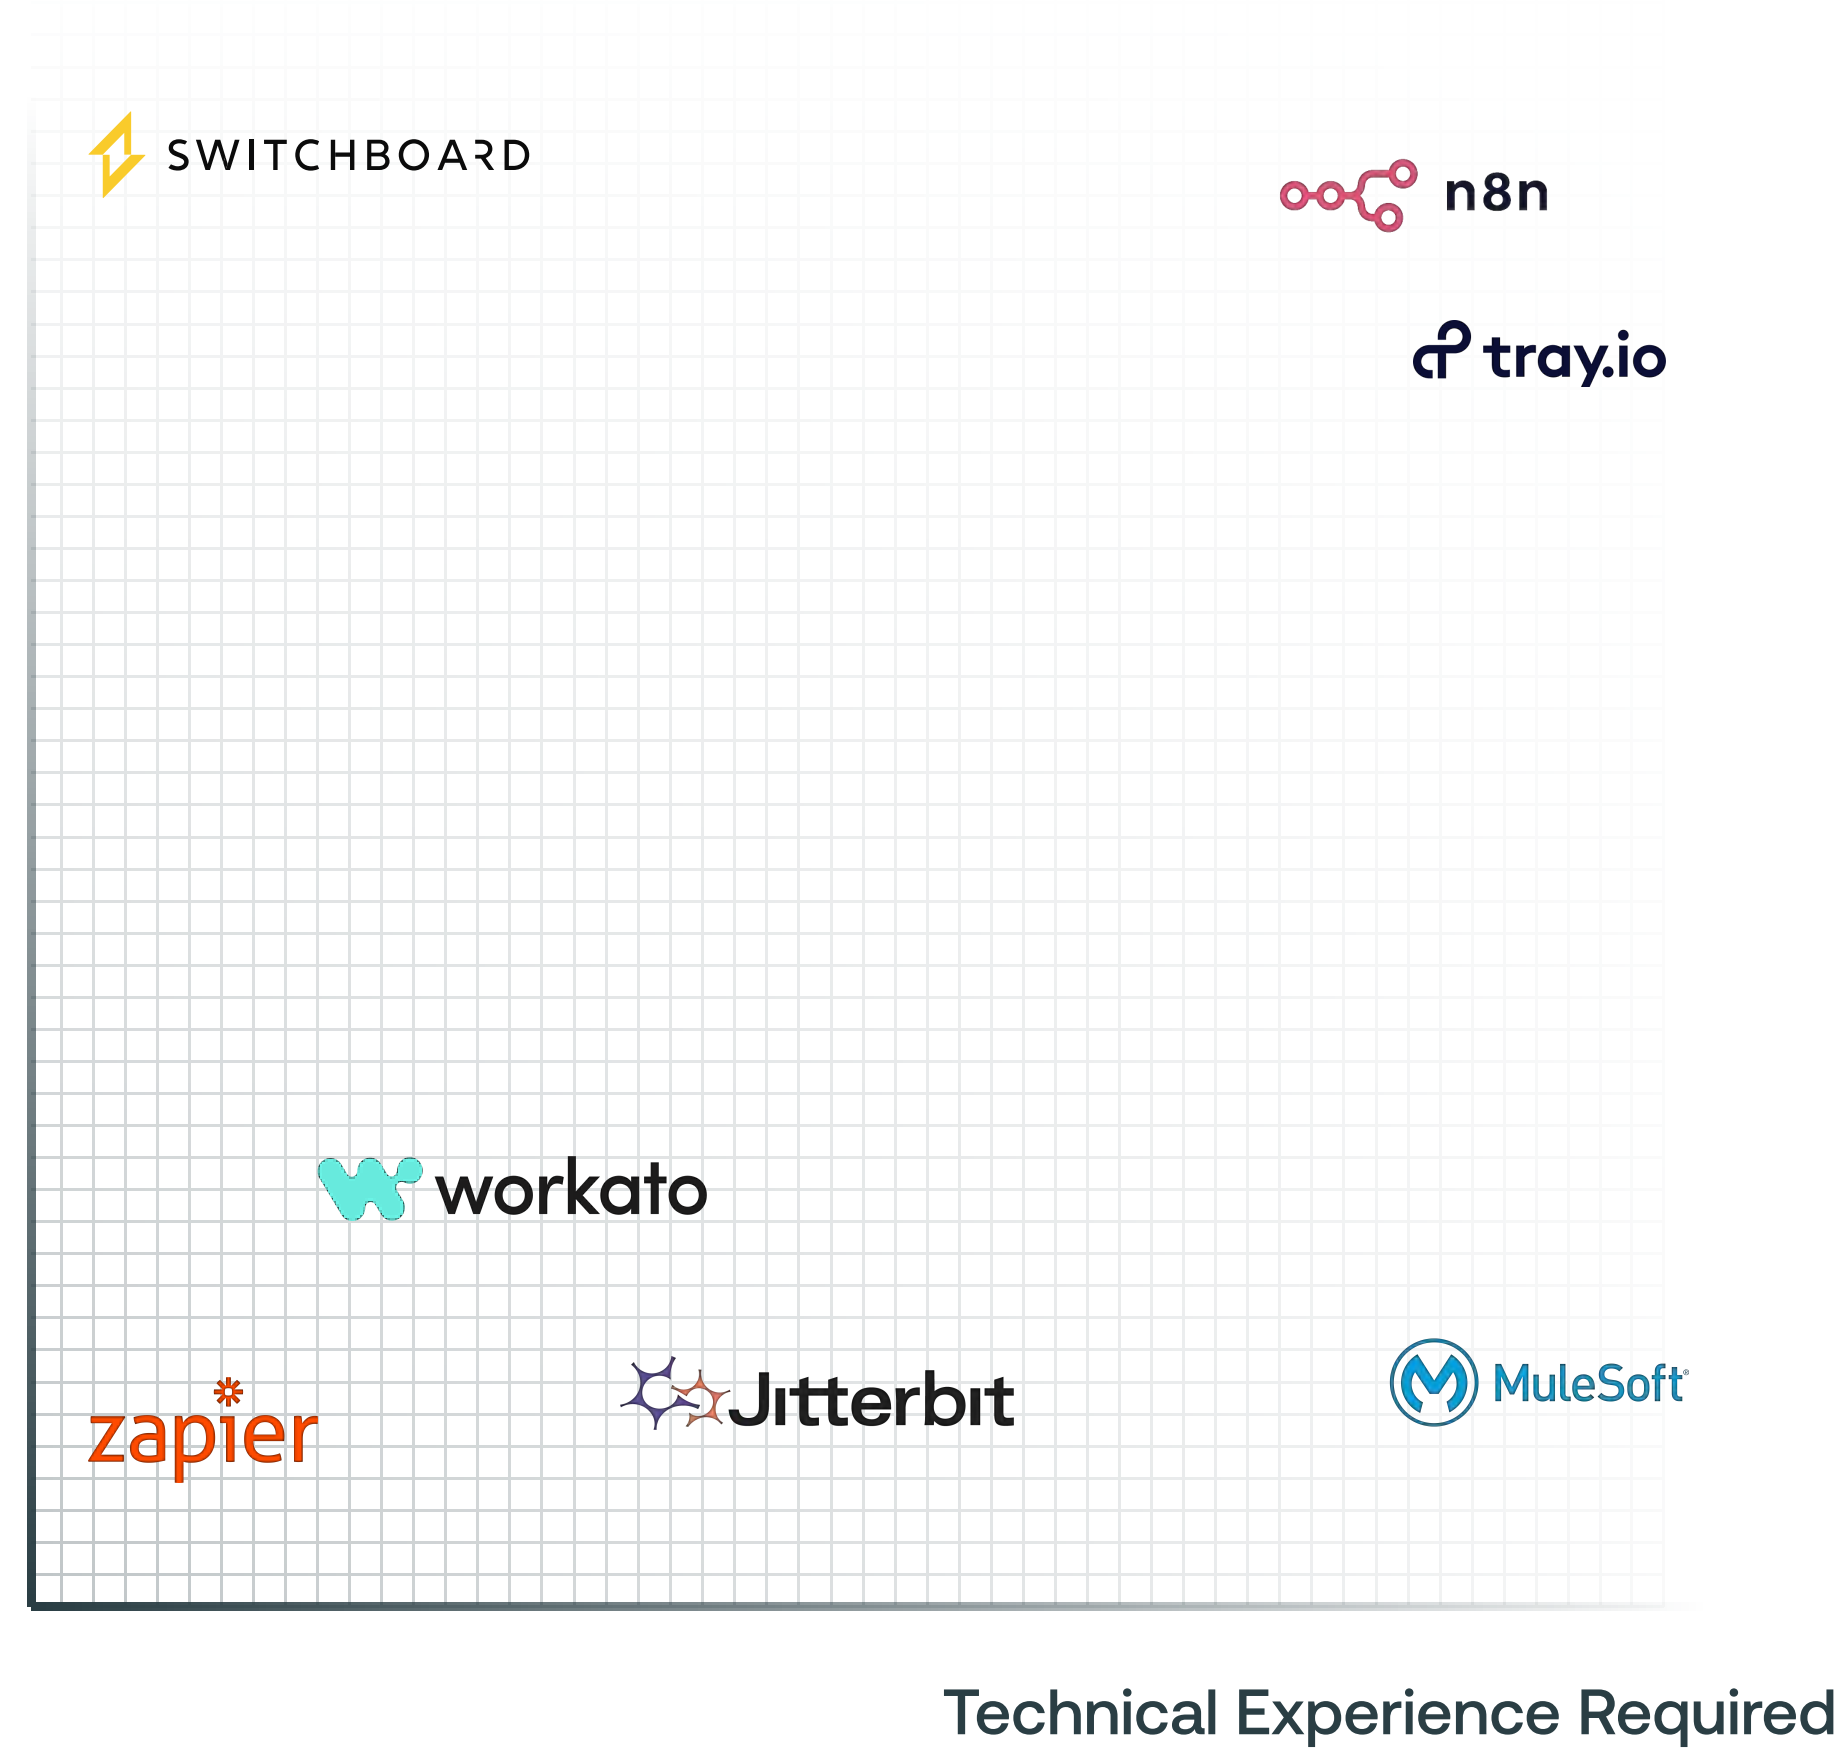 SWITCHBOARD
n8n
tray.io
workato
zapier
Jitterbit
MuleSoft®
Technical Experience Required